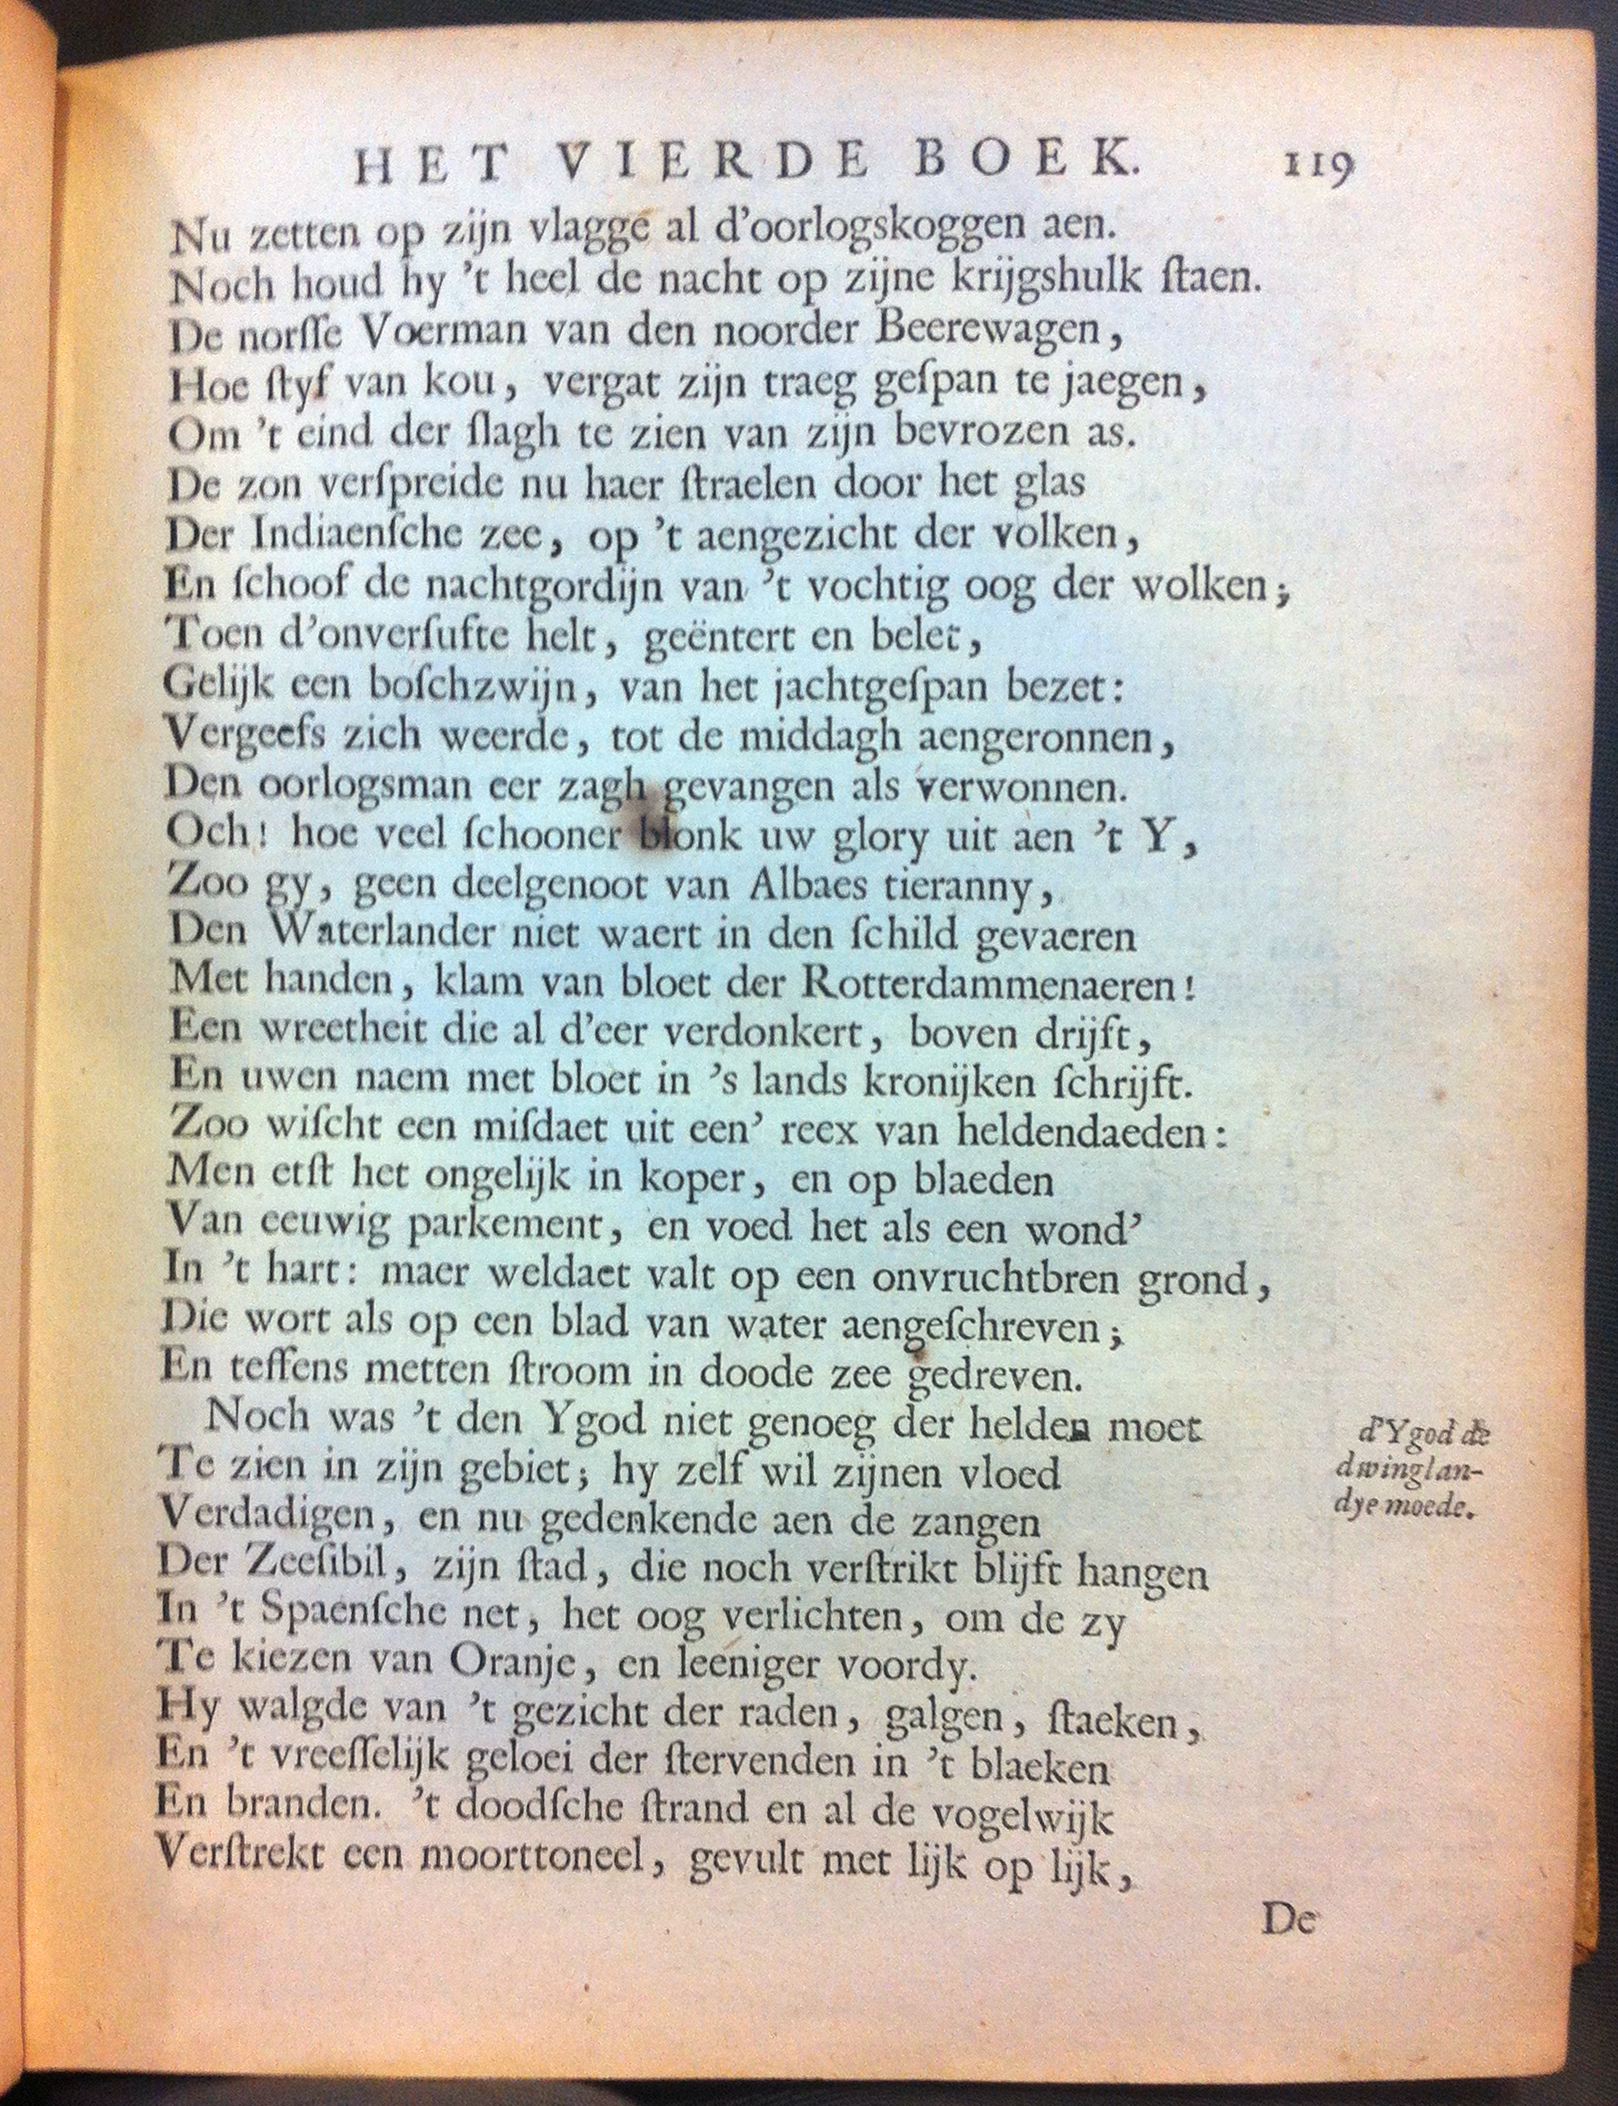 HET VIERDE BOEK. 119
Nu zetten op zijn vlagge al d'oorlogskoggen aen.
Noch houd hy 't heel de nacht op zijne krijgshulk ſtaen.
De norſſe Voerman van den noorder Beerewagen,
Hoe ſtyf van kou, vergat zijn traeg geſpan te jaegen,
Om 't eind der ſlagh te zien van zijn bevrozen as.
De zon verſpreide nu haer ſtraelen door het glas
Der Indiaenſche zee, op 't aengezicht der volken,
En ſchoof de nachtgordijn van 't vochtig oog der wolken;
Toen d'onverſufte helt, geëntert en belet,
Gelijk een boſchzwijn, van het jachtgeſpan bezet:
Vergeefs zich weerde, tot de middagh aengeronnen,
Den oorlogsman eer zagh gevangen als verwonnen.
Och! hoe veel ſchooner blonk uw glory uit aen 't Y,
Zoo gy, geen deelgenoot van Albaes tieranny,
Den Waterlander niet waert in den ſchild gevaeren
Met handen, klam van bloet der Rotterdammenaeren!
Een wreetheit die al d'eer verdonkert, boven drijft,
En uwen naem met bloet in 's lands kronijken ſchrijft.
Zoo wiſcht een miſdaet uit een' reex van heldendaeden:
Men etſt het ongelijk in koper, en op blaeden
Van eeuwig parkement, en voed het als een wond'
In 't hart: maer weldaet valt op een onvruchtbren grond,
Die wort als op een blad van water aengeſchreven;
En teffens metten ſtroom in doode zee gedreven.
Noch was 't den Ygod niet genoeg der helden moet
Te zien in zijn gebiet; hy zelf wil zijnen vloed
Verdadigen, en nu gedenkende aen de zangen
Der Zeeſibil, zijn ſtad, die noch verſtrikt blijft hangen
In 't Spaenſche net, het oog verlichten, om de zy
Te kiezen van Oranje, en leeniger voordy.
Hy walgde van 't gezicht der raden, galgen, ſtaeken,
En 't vreeſſelijk geloei der ſtervenden in 't blaeken
En branden. 't doodſche ſtrand en al de vogelwijk
Verſtrekt een moorttoneel, gevult met lijk op lijk,
De
d'Ygod de
dwinglan-
dye moede.